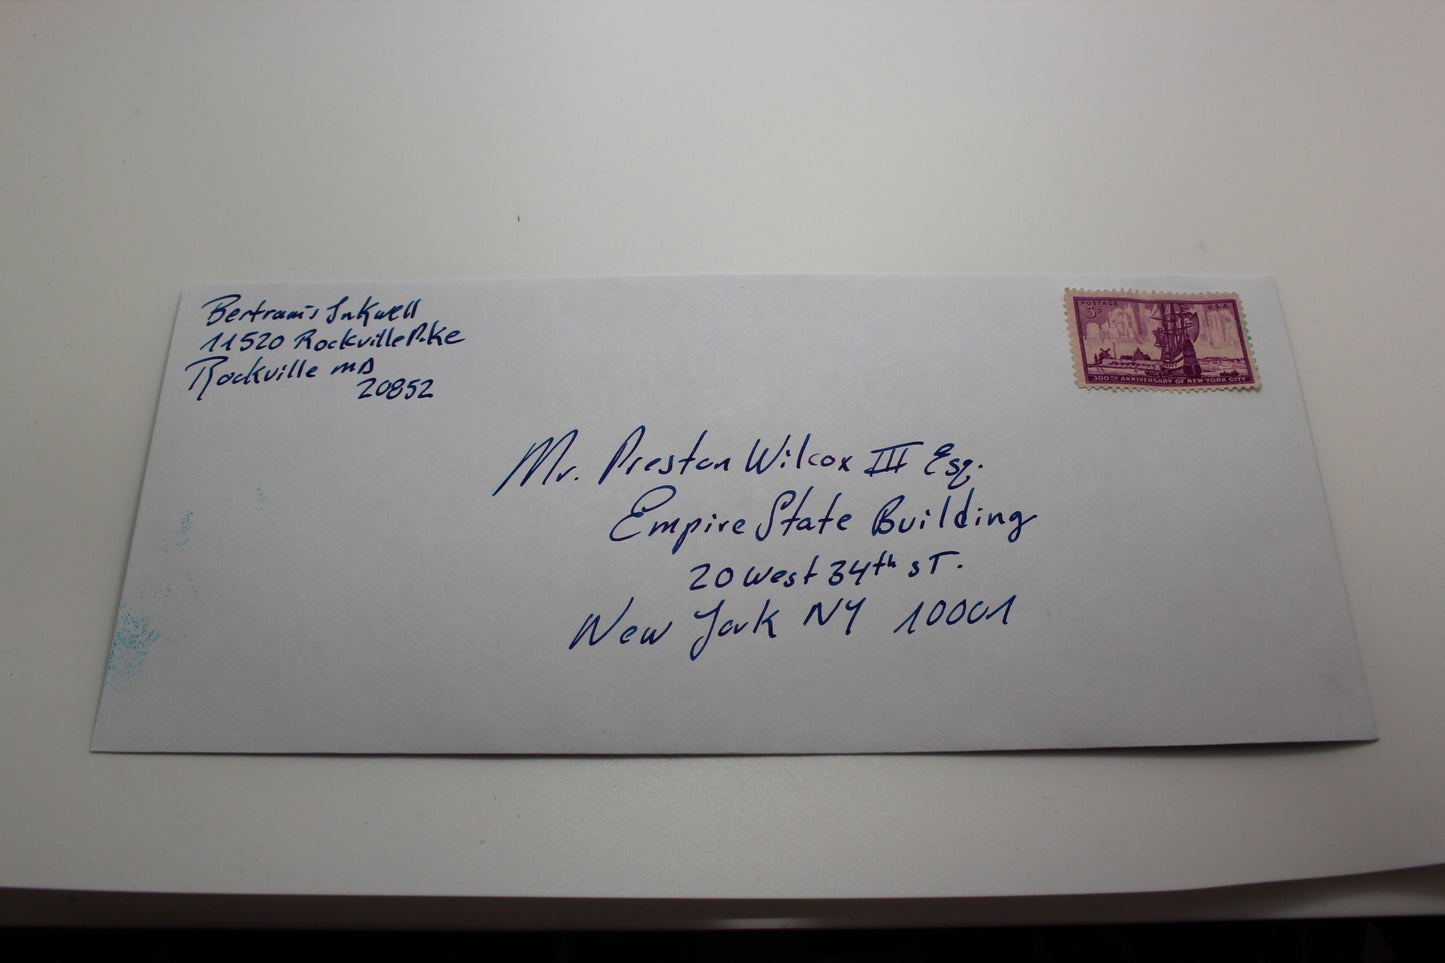 Bertram's Inkwell
11520 Rockville Pike
Rockville MD
20852
POSTAGE
U.S.A.
3¢
300TH ANNIVERSARY OF NEW YORK CITY
Mr. Preston Wilcox III Esq.
Empire State Building
20 West 34th ST.
New York NY 10001